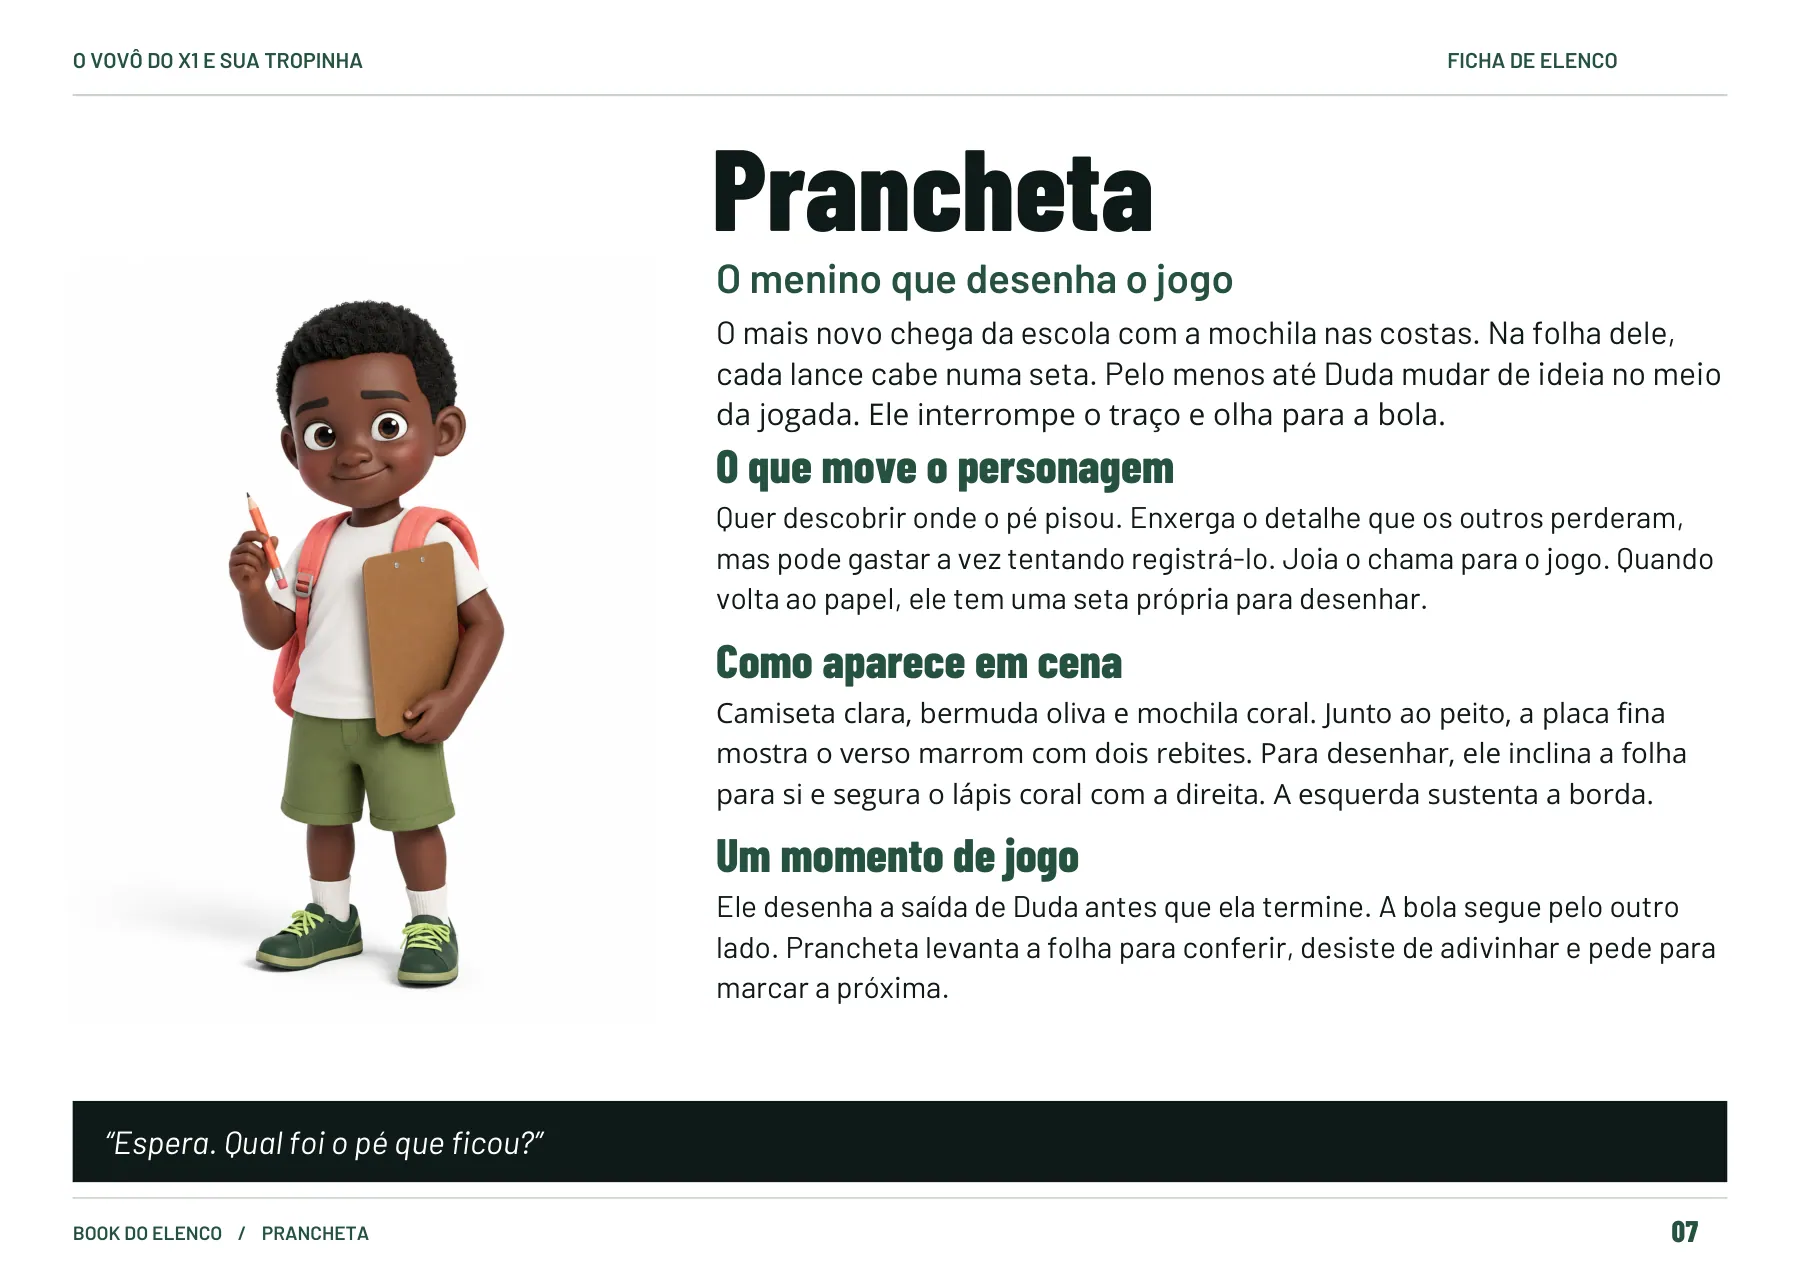 O VOVÔ DO X1 E SUA TROPINHA
FICHA DE ELENCO
Prancheta
O menino que desenha o jogo
O mais novo chega da escola com a mochila nas costas. Na folha dele,
cada lance cabe numa seta. Pelo menos até Duda mudar de ideia no meio
da jogada. Ele interrompe o traço e olha para a bola.
O que move o personagem
Quer descobrir onde o pé pisou. Enxerga o detalhe que os outros perderam,
mas pode gastar a vez tentando registrá-lo. Joia o chama para o jogo. Quando
volta ao papel, ele tem uma seta própria para desenhar.
Como aparece em cena
Camiseta clara, bermuda oliva e mochila coral. Junto ao peito, a placa fina
mostra o verso marrom com dois rebites. Para desenhar, ele inclina a folha
para si e segura o lápis coral com a direita. A esquerda sustenta a borda.
Um momento de jogo
Ele desenha a saída de Duda antes que ela termine. A bola segue pelo outro
lado. Prancheta levanta a folha para conferir, desiste de adivinhar e pede para
marcar a próxima.
“Espera. Qual foi o pé que ficou?”
BOOK DO ELENCO / PRANCHETA
07